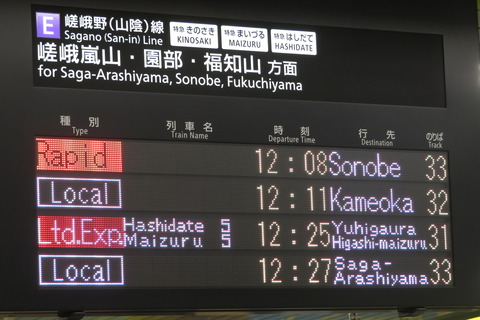 E 嵯峨野(山陰)線 特急 きのさき 特急 まいづる 特急 はしだて
Sagano (San-in) Line KINOSAKI MAIZURU HASHIDATE
嵯峨嵐山・園部・福知山 方面
for Saga-Arashiyama, Sonobe, Fukuchiyama
種別 列車名 時刻 行先 のりば
Type Train Name Departure Time Destination Track
Rapid 12:08 Sonobe 33
Local 12:11 Kameoka 32
Ltd.Exp. Hashidate 5 12:25 Yuhigaura 31
Maizuru 5 Higashi-maizuru
Local 12:27 Saga- 33
Arashiyama